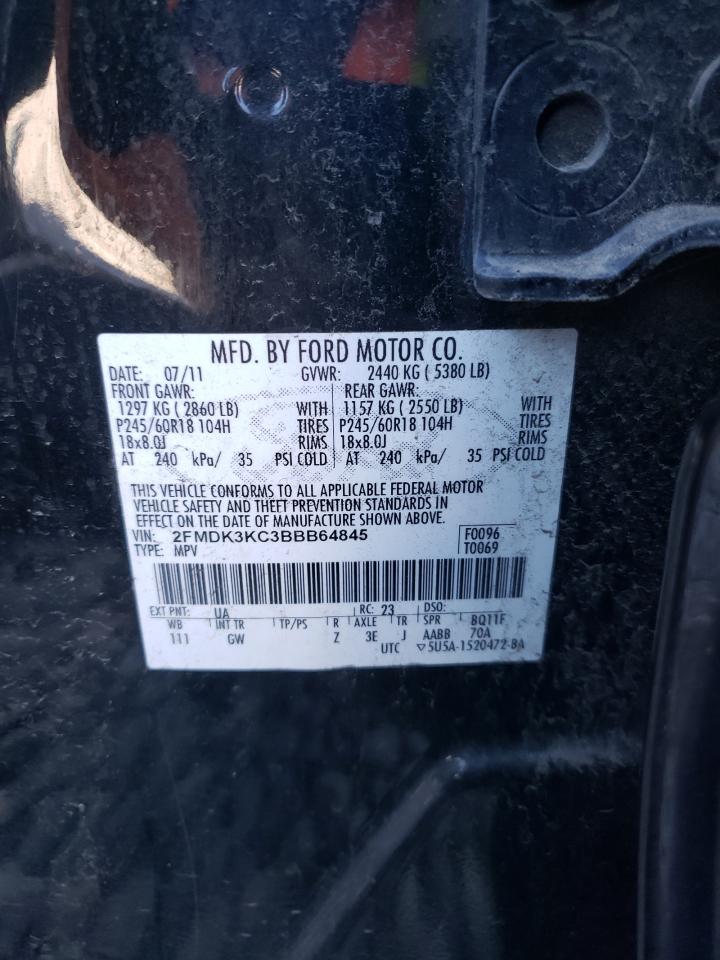 MFD. BY FORD MOTOR CO.
DATE: 07/11 GVWR: 2440 KG ( 5380 LB)
FRONT GAWR: REAR GAWR:
1297 KG ( 2860 LB) WITH 1157 KG ( 2550 LB) WITH
P245/60R18 104H TIRES P245/60R18 104H TIRES
18x8.0J RIMS 18x8.0J RIMS
AT 240 kPa/ 35 PSI COLD AT 240 kPa/ 35 PSI COLD
THIS VEHICLE CONFORMS TO ALL APPLICABLE FEDERAL MOTOR
VEHICLE SAFETY AND THEFT PREVENTION STANDARDS IN
EFFECT ON THE DATE OF MANUFACTURE SHOWN ABOVE.
VIN: 2FMDK3KC3BBB64845 F0096
TYPE: MPV T0069
EXT PNT: UA RC: 23 DSO:
WB INT TR TP/PS R AXLE TR SPR BQ11F
111 GW Z 3E J AABB 70A
UTC ▽5U5A-1520472-BA